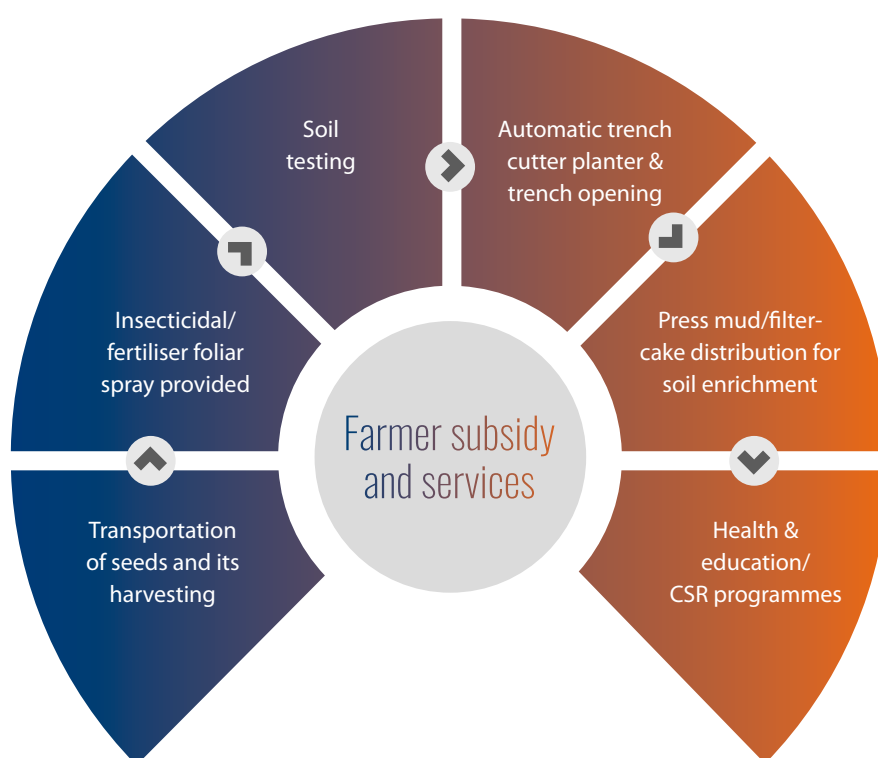 Soil
testing
Automatic trench
cutter planter &
trench opening
Insecticidal/
fertiliser foliar
spray provided
Press mud/filter-
cake distribution for
soil enrichment
Farmer subsidy
and services
Transportation
of seeds and its
harvesting
Health &
education/
CSR programmes